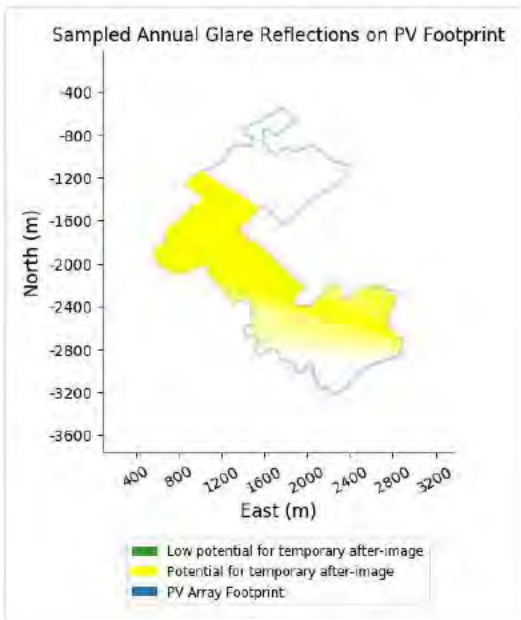 Sampled Annual Glare Reflections on PV Footprint
-400
-800
-1200
-1600
-2000
-2400
-2800
-3200
-3600
North (m)
400
800
1200
1600
2000
2400
2800
3200
East (m)
Low potential for temporary after-image
Potential for temporary after-image
PV Array Footprint